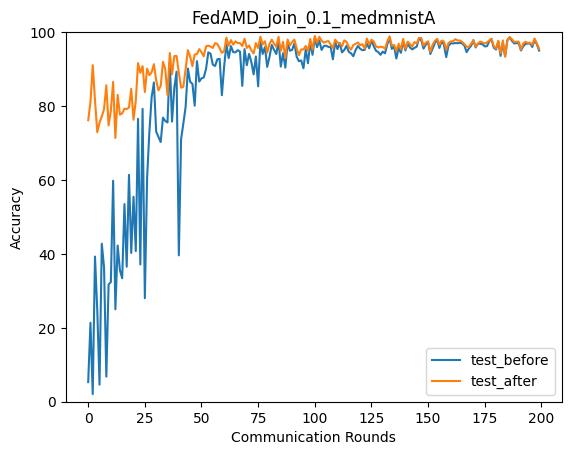 FedAMD_join_0.1_medmnistA
Accuracy
100
80
60
40
20
0
0 25 50 75 100 125 150 175 200
Communication Rounds
test_before
test_after